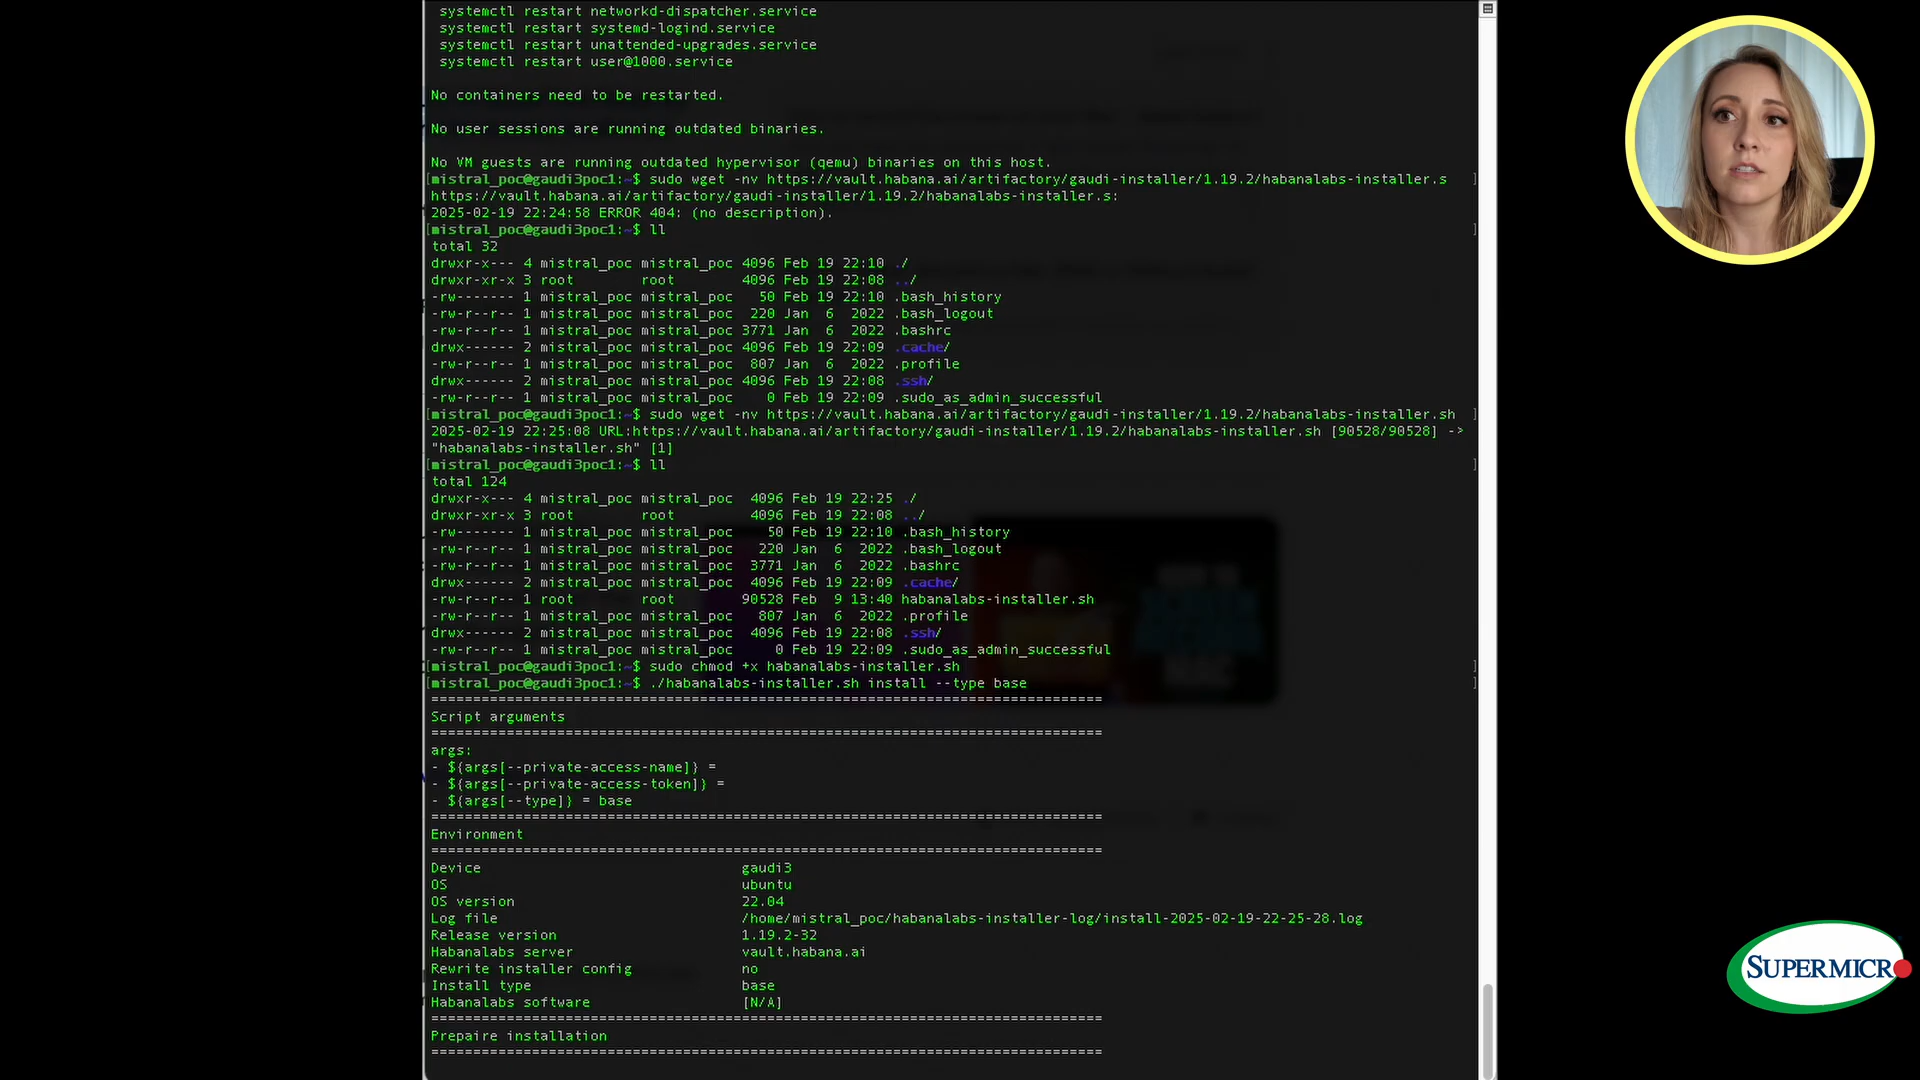 systemctl restart networkd-dispatcher.service
systemctl restart systemd-logind.service
systemctl restart unattended-upgrades.service
systemctl restart user@1000.service
No containers need to be restarted.
No user sessions are running outdated binaries.
No VM guests are running outdated hypervisor (qemu) binaries on this host.
[mistral_poc@gaudi3poc1:~$ sudo wget -nv https://vault.habana.ai/artifactory/gaudi-installer/1.19.2/habanalabs-installer.s ]
https://vault.habana.ai/artifactory/gaudi-installer/1.19.2/habanalabs-installer.s:
2025-02-19 22:24:58 ERROR 404: (no description).
[mistral_poc@gaudi3poc1:~$ ll ]
total 32
drwxr-x--- 4 mistral_poc mistral_poc 4096 Feb 19 22:10 ./
drwxr-xr-x 3 root root 4096 Feb 19 22:08 ../
-rw------- 1 mistral_poc mistral_poc 50 Feb 19 22:10 .bash_history
-rw-r--r-- 1 mistral_poc mistral_poc 220 Jan 6 2022 .bash_logout
-rw-r--r-- 1 mistral_poc mistral_poc 3771 Jan 6 2022 .bashrc
drwx------ 2 mistral_poc mistral_poc 4096 Feb 19 22:09 .cache/
-rw-r--r-- 1 mistral_poc mistral_poc 807 Jan 6 2022 .profile
drwx------ 2 mistral_poc mistral_poc 4096 Feb 19 22:08 .ssh/
-rw-r--r-- 1 mistral_poc mistral_poc 0 Feb 19 22:09 .sudo_as_admin_successful
[mistral_poc@gaudi3poc1:~$ sudo wget -nv https://vault.habana.ai/artifactory/gaudi-installer/1.19.2/habanalabs-installer.sh ]
2025-02-19 22:25:08 URL:https://vault.habana.ai/artifactory/gaudi-installer/1.19.2/habanalabs-installer.sh [90528/90528] ->
"habanalabs-installer.sh" [1]
[mistral_poc@gaudi3poc1:~$ ll ]
total 124
drwxr-x--- 4 mistral_poc mistral_poc 4096 Feb 19 22:25 ./
drwxr-xr-x 3 root root 4096 Feb 19 22:08 ../
-rw------- 1 mistral_poc mistral_poc 50 Feb 19 22:10 .bash_history
-rw-r--r-- 1 mistral_poc mistral_poc 220 Jan 6 2022 .bash_logout
-rw-r--r-- 1 mistral_poc mistral_poc 3771 Jan 6 2022 .bashrc
drwx------ 2 mistral_poc mistral_poc 4096 Feb 19 22:09 .cache/
-rw-r--r-- 1 root root 90528 Feb 9 13:40 habanalabs-installer.sh
-rw-r--r-- 1 mistral_poc mistral_poc 807 Jan 6 2022 .profile
drwx------ 2 mistral_poc mistral_poc 4096 Feb 19 22:08 .ssh/
-rw-r--r-- 1 mistral_poc mistral_poc 0 Feb 19 22:09 .sudo_as_admin_successful
[mistral_poc@gaudi3poc1:~$ sudo chmod +x habanalabs-installer.sh ]
[mistral_poc@gaudi3poc1:~$ ./habanalabs-installer.sh install --type base ]
================================================================================
Script arguments
================================================================================
args:
- ${args[--private-access-name]} =
- ${args[--private-access-token]} =
- ${args[--type]} = base
================================================================================
Environment
================================================================================
Device gaudi3
OS ubuntu
OS version 22.04
Log file /home/mistral_poc/habanalabs-installer-log/install-2025-02-19-22-25-28.log
Release version 1.19.2-32
Habanalabs server vault.habana.ai
Rewrite installer config no
Install type base
Habanalabs software [N/A]
================================================================================
Prepaire installation
================================================================================
SUPERMICR